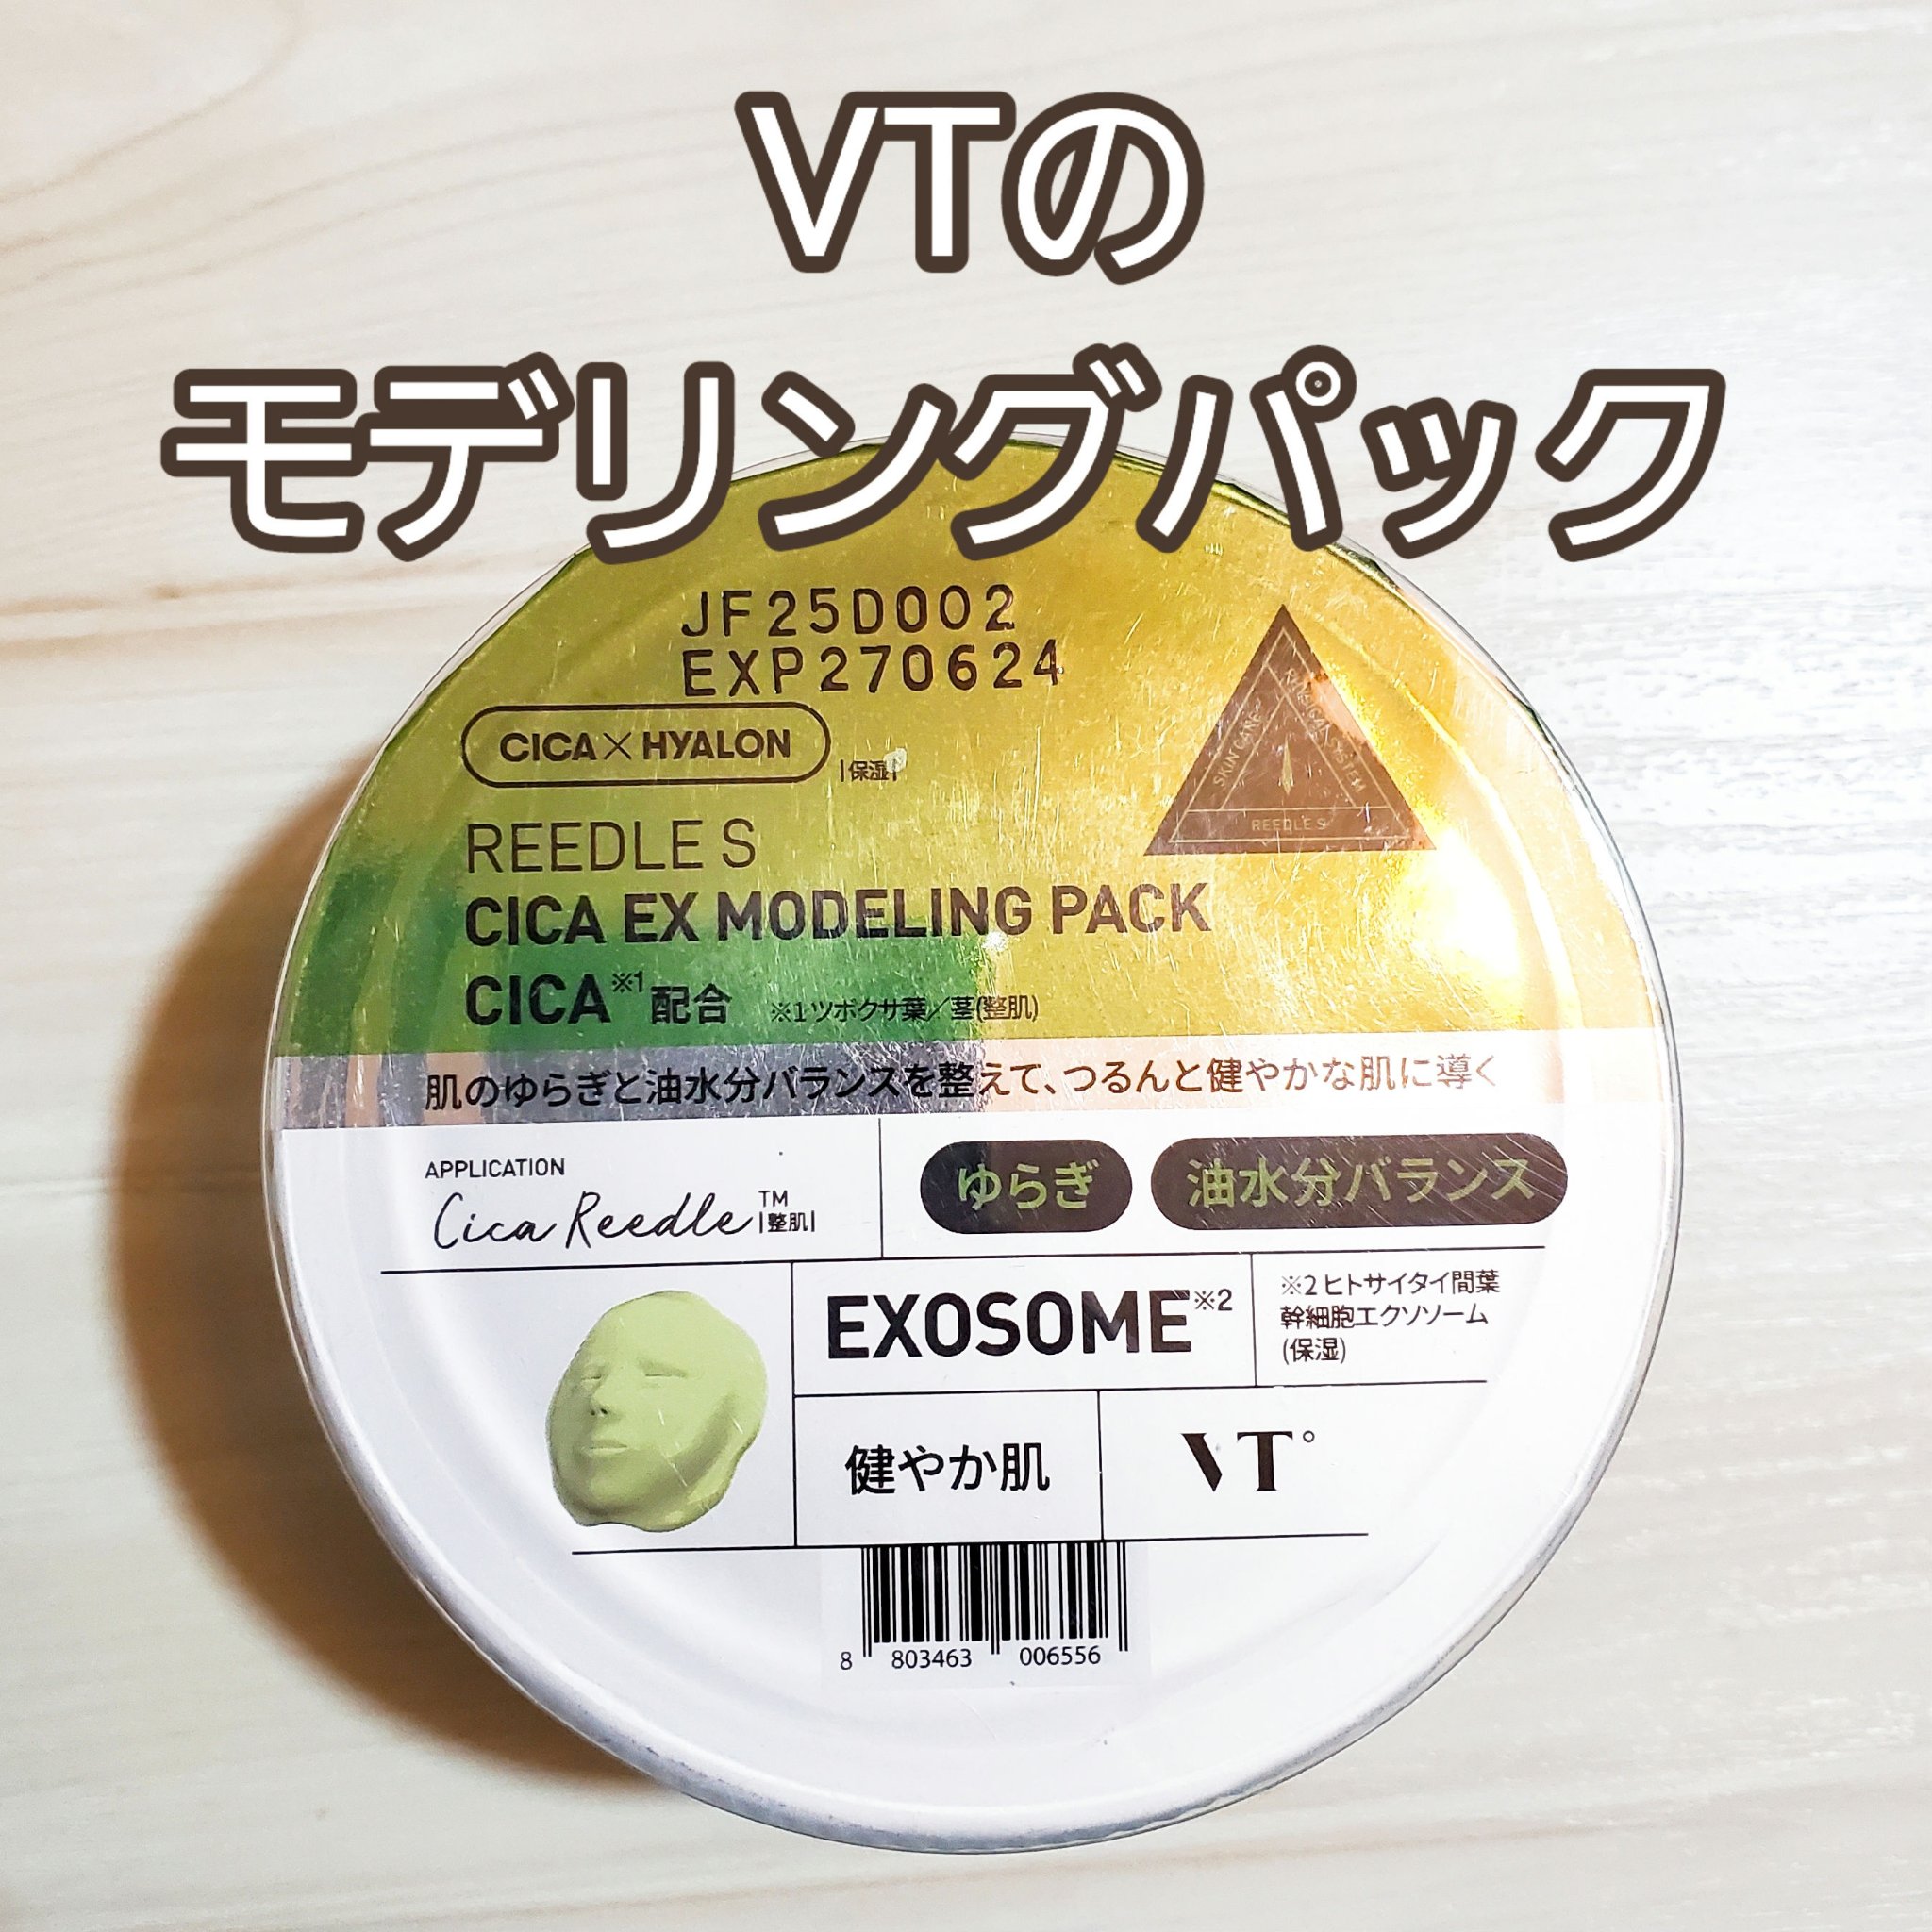 VTの
モデリングパック
JF25D002
EXP270624
CICA×HYALON
|保湿|
REEDLE S
CICA EX MODELING PACK
CICA※1配合 ※1ツボクサ葉／茎(整肌)
SKIN CARE
SYSTEM
REEDLE S
肌のゆらぎと油水分バランスを整えて、つるんと健やかな肌に導く
APPLICATION
Cica Reedle™|整肌|
ゆらぎ 油水分バランス
EXOSOME※2
※2 ヒトサイタイ間葉
幹細胞エクソソーム
(保湿)
健やか肌
VT°
8 803463 006556